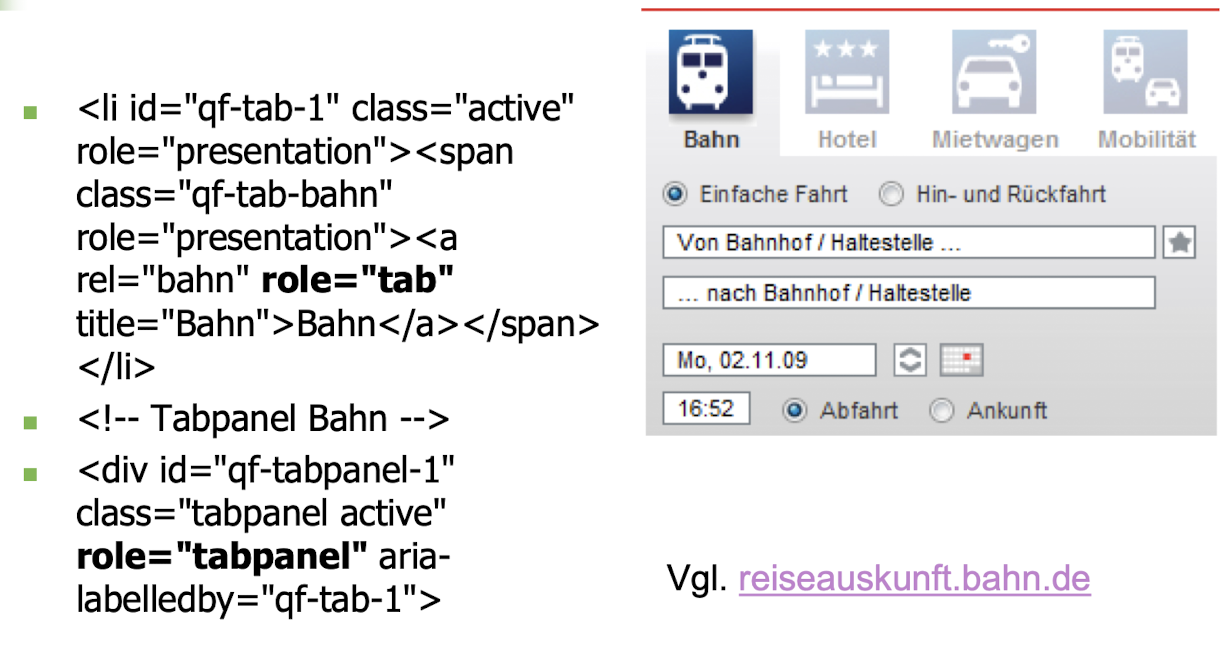 <li id="qf-tab-1" class="active"
role="presentation"><span
class="qf-tab-bahn"
role="presentation"><a
rel="bahn" role="tab"
title="Bahn">Bahn</a></span>
</li>
<!-- Tabpanel Bahn -->
<div id="qf-tabpanel-1"
class="tabpanel active"
role="tabpanel" aria-
labelledby="qf-tab-1">
Bahn Hotel Mietwagen Mobilität
Einfache Fahrt Hin- und Rückfahrt
Von Bahnhof / Haltestelle ...
... nach Bahnhof / Haltestelle
Mo, 02.11.09
16:52 Abfahrt Ankunft
Vgl. reiseauskunft.bahn.de